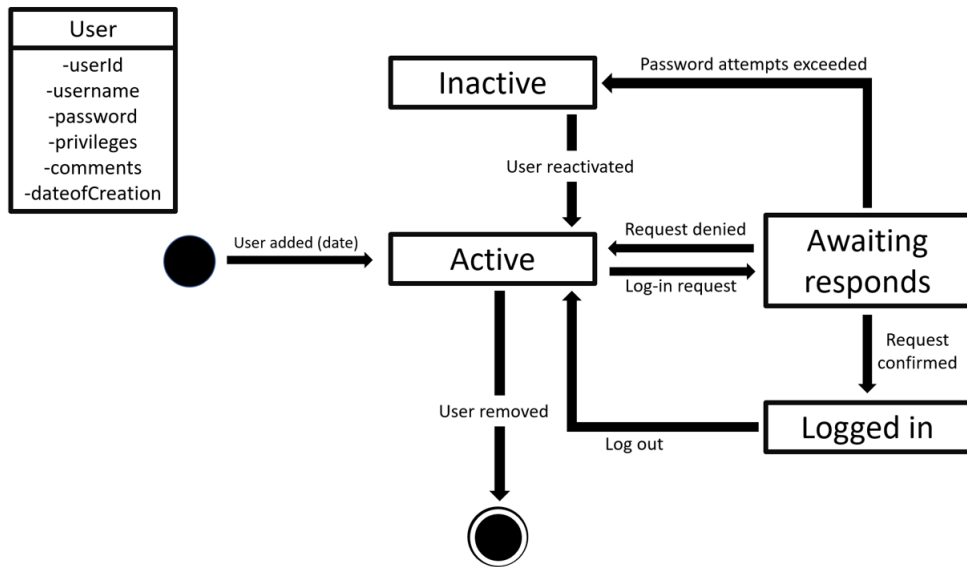 User
-userId
-username
-password
-privileges
-comments
-dateofCreation
Inactive
Password attempts exceeded
User reactivated
User added (date)
Active
Request denied
Log-in request
Awaiting
responds
Request
confirmed
User removed
Log out
Logged in